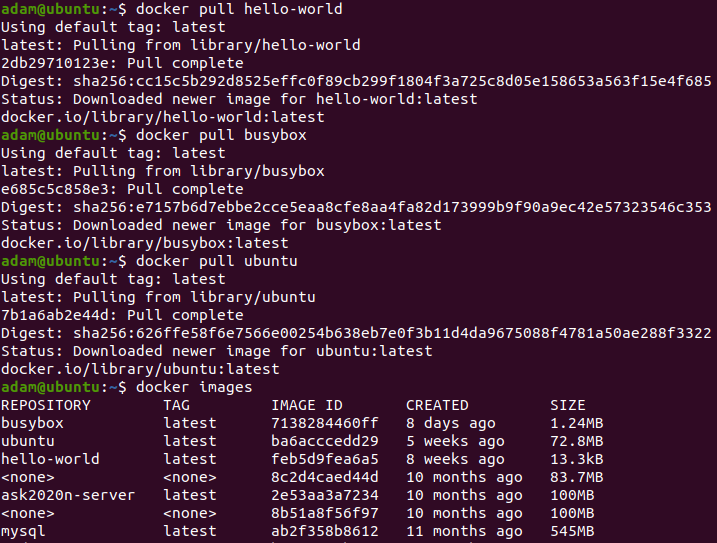 adam@ubuntu:~$ docker pull hello-world
Using default tag: latest
latest: Pulling from library/hello-world
2db29710123e: Pull complete
Digest: sha256:cc15c5b292d8525effc0f89cb299f1804f3a725c8d05e158653a563f15e4f685
Status: Downloaded newer image for hello-world:latest
docker.io/library/hello-world:latest
adam@ubuntu:~$ docker pull busybox
Using default tag: latest
latest: Pulling from library/busybox
e685c5c858e3: Pull complete
Digest: sha256:e7157b6d7ebbe2cce5eaa8cfe8aa4fa82d173999b9f90a9ec42e57323546c353
Status: Downloaded newer image for busybox:latest
docker.io/library/busybox:latest
adam@ubuntu:~$ docker pull ubuntu
Using default tag: latest
latest: Pulling from library/ubuntu
7b1a6ab2e44d: Pull complete
Digest: sha256:626ffe58f6e7566e00254b638eb7e0f3b11d4da9675088f4781a50ae288f3322
Status: Downloaded newer image for ubuntu:latest
docker.io/library/ubuntu:latest
adam@ubuntu:~$ docker images
REPOSITORY TAG IMAGE ID CREATED SIZE
busybox latest 7138284460ff 8 days ago 1.24MB
ubuntu latest ba6acccedd29 5 weeks ago 72.8MB
hello-world latest feb5d9fea6a5 8 weeks ago 13.3kB
<none> <none> 8c2d4caed44d 10 months ago 83.7MB
ask2020n-server latest 2e53aa3a7234 10 months ago 100MB
<none> <none> 8b51a8f56f97 10 months ago 100MB
mysql latest ab2f358b8612 11 months ago 545MB